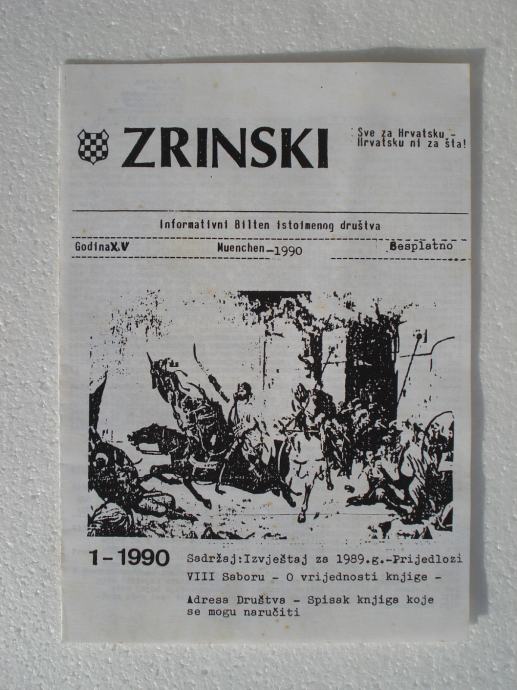 ZRINSKI
Sve za Hrvatsku -
Hrvatsku ni za šta!
Informativni Bilten istoimenog društva
Godina X.V Muenchen -1990 Besplatno
1-1990 Sadržaj:Izvještaj za 1989.g.-Prijedlozi
VIII Saboru - O vrijednosti knjige -
Adresa Društva - Spisak knjiga koje
se mogu naručiti